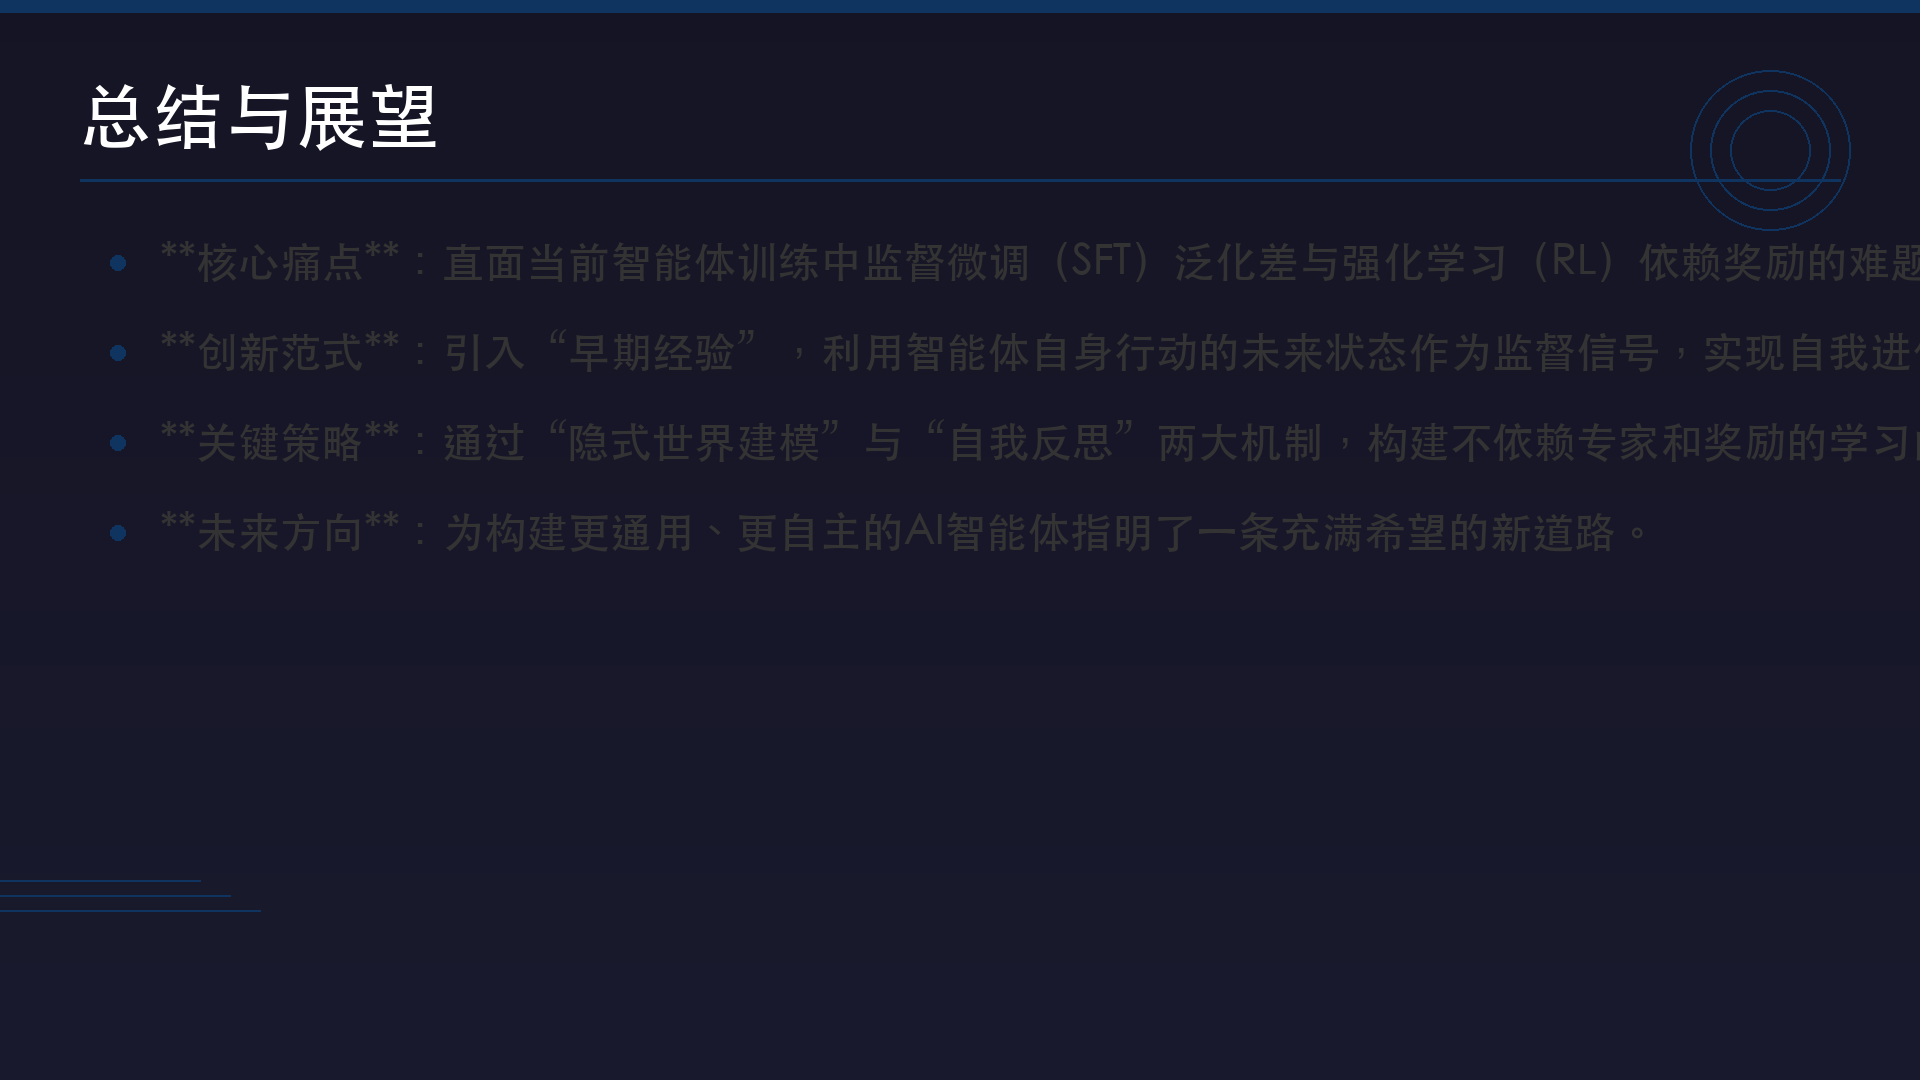 总结与展望
**核心痛点**：直面当前智能体训练中监督微调（SFT）泛化差与强化学习（RL）依赖奖励的难题
**创新范式**：引入“早期经验”，利用智能体自身行动的未来状态作为监督信号，实现自我进
**关键策略**：通过“隐式世界建模”与“自我反思”两大机制，构建不依赖专家和奖励的学习
**未来方向**：为构建更通用、更自主的AI智能体指明了一条充满希望的新道路。